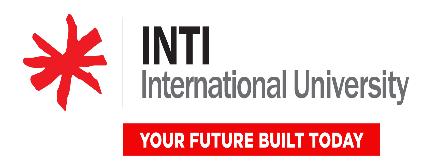 INTI
International University
YOUR FUTURE BUILT TODAY